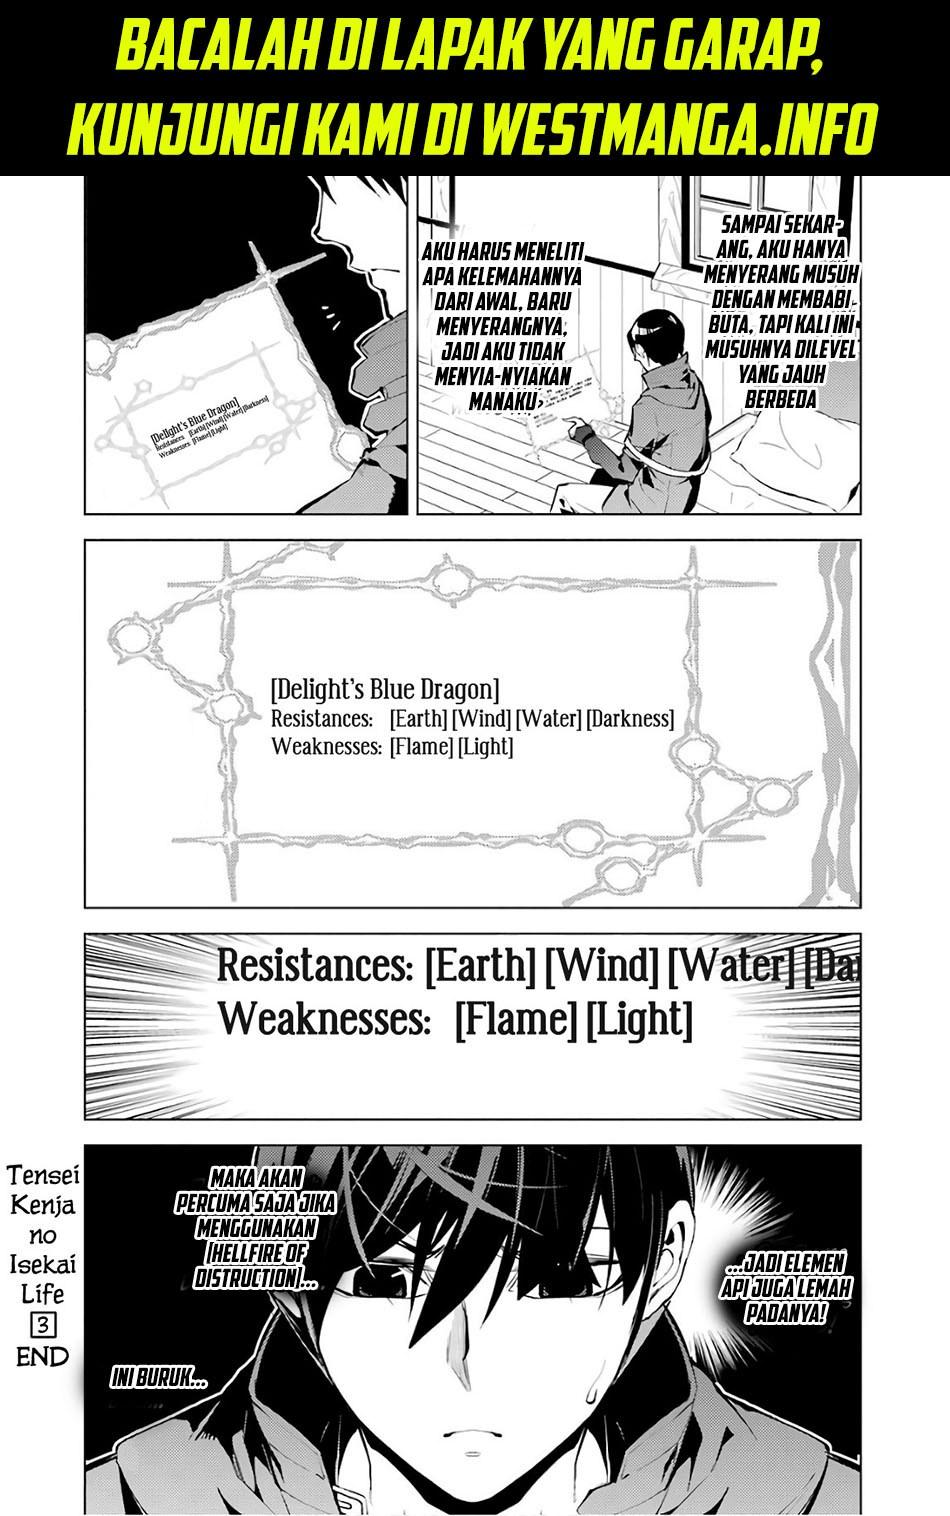 BACALAH DI LAPAK YANG GARAP,
KUNJUNGI KAMI DI WESTMANGA.INFO
SAMPAI SEKAR-
ANG, AKU HANYA
MENYERANG MUSUH
DENGAN MEMBABI
BUTA, TAPI KALI INI
MUSUHNYA DILEVEL
YANG JAUH
BERBEDA
AKU HARUS MENELITI
APA KELEMAHANNYA
DARI AWAL, BARU
MENYERANGNYA,
JADI AKU TIDAK
MENYIA-NYIAKAN
MANAKU
[Delight's Blue Dragon]
Resistances: [Earth] [Wind] [Water] [Darkness]
Weaknesses: [Flame] [Light]
[Delight's Blue Dragon]
Resistances: [Earth] [Wind] [Water] [Darkness]
Weaknesses: [Flame] [Light]
Resistances: [Earth] [Wind] [Water] [Dar
Weaknesses: [Flame] [Light]
...JADI ELEMEN
API JUGA LEMAH
PADANYA!
MAKA AKAN
PERCUMA SAJA JIKA
MENGGUNAKAN
[HELLFIRE OF
DISTRUCTION]...
INI BURUK...
Tensei
Kenja
no
Isekai
Life
3
END